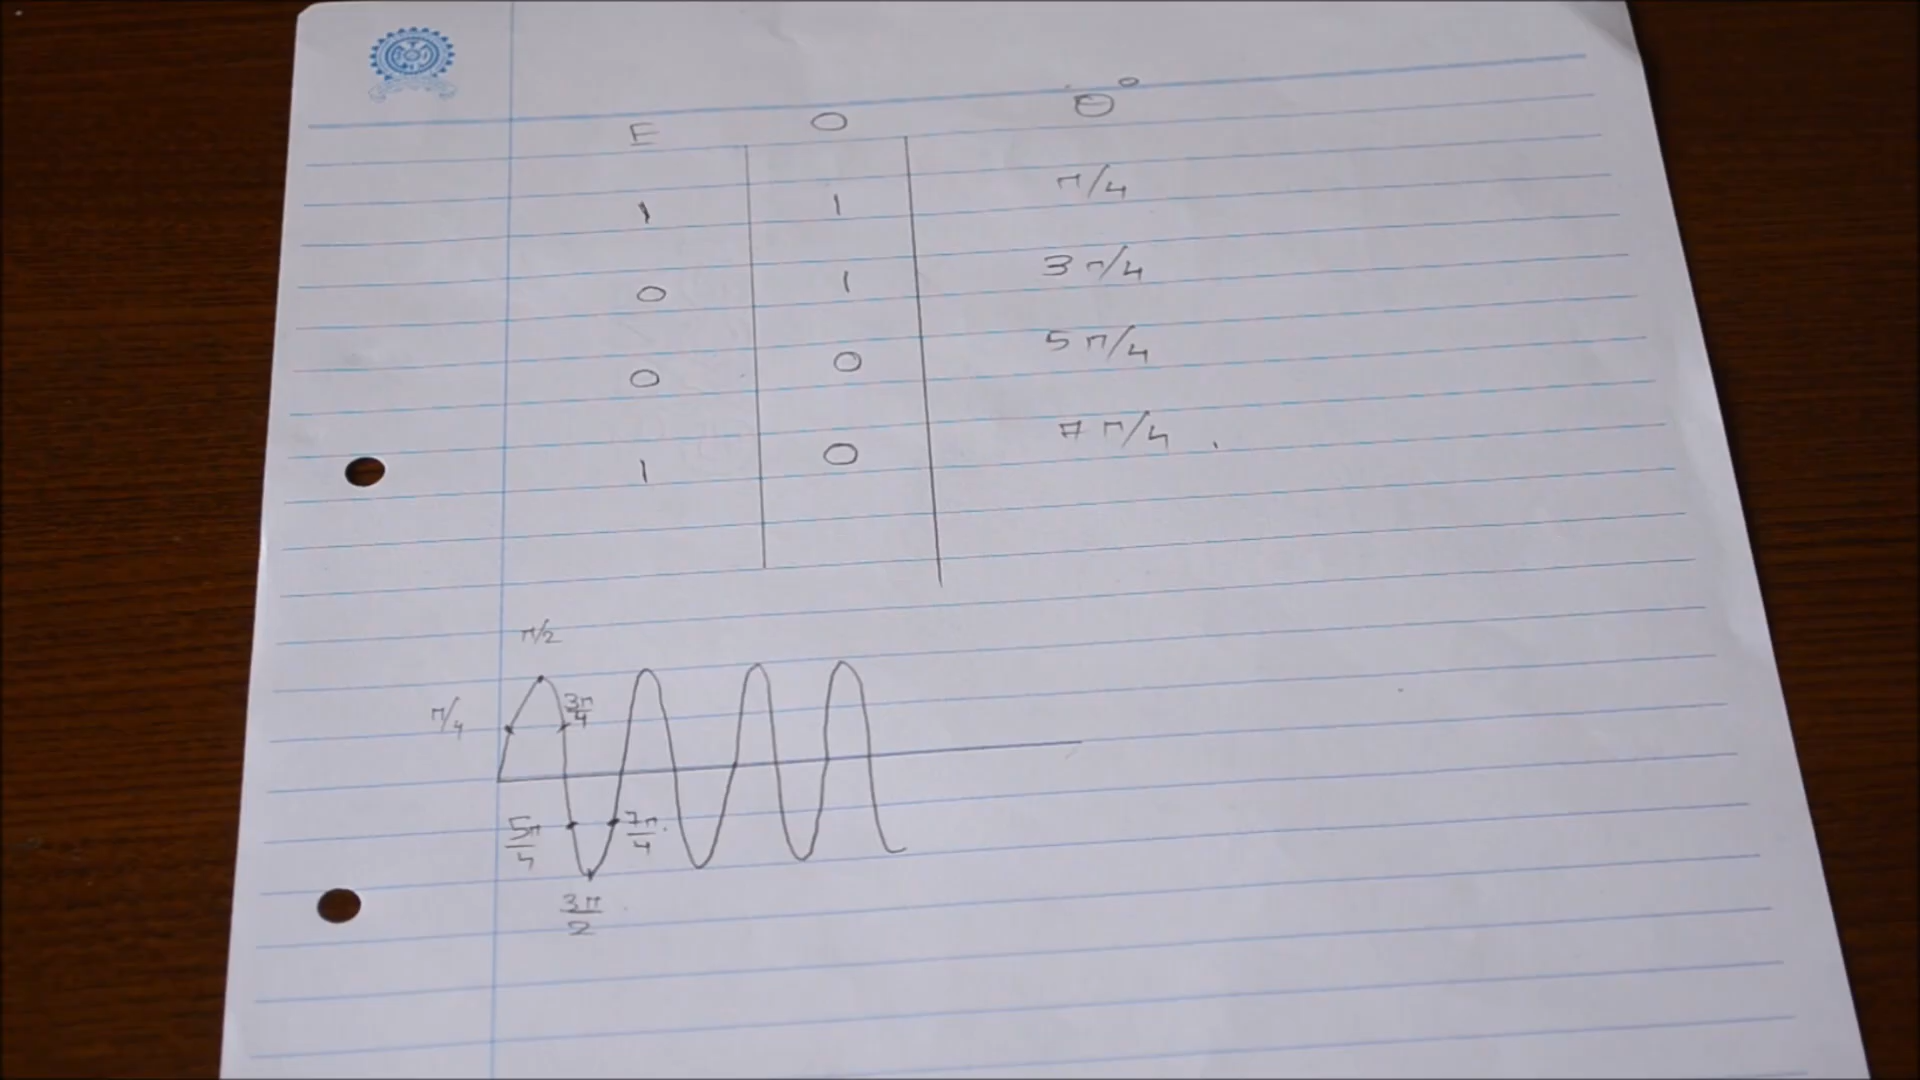 E O θ°
1 1 π/4
0 1 3π/4
0 0 5π/4
1 0 7π/4.
π/2
π/4 3π/4
5π/4 7π/4.
3π/2